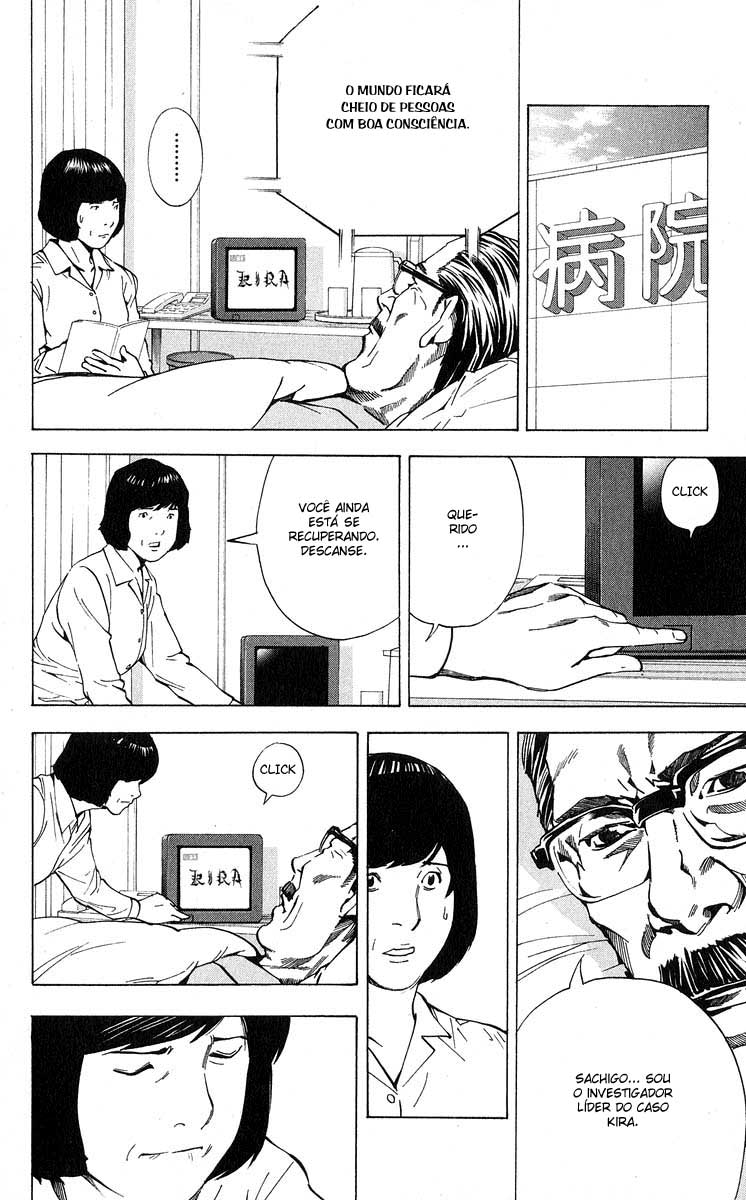 病院
O MUNDO FICARÁ
CHEIO DE PESSOAS
COM BOA CONSCIÊNCIA.
KIRA
.........
CLICK
QUE-
RIDO
...
VOCÊ AINDA
ESTÁ SE
RECUPERANDO.
DESCANSE.
SACHIGO... SOU
O INVESTIGADOR
LÍDER DO CASO
KIRA.
CLICK
KIRA